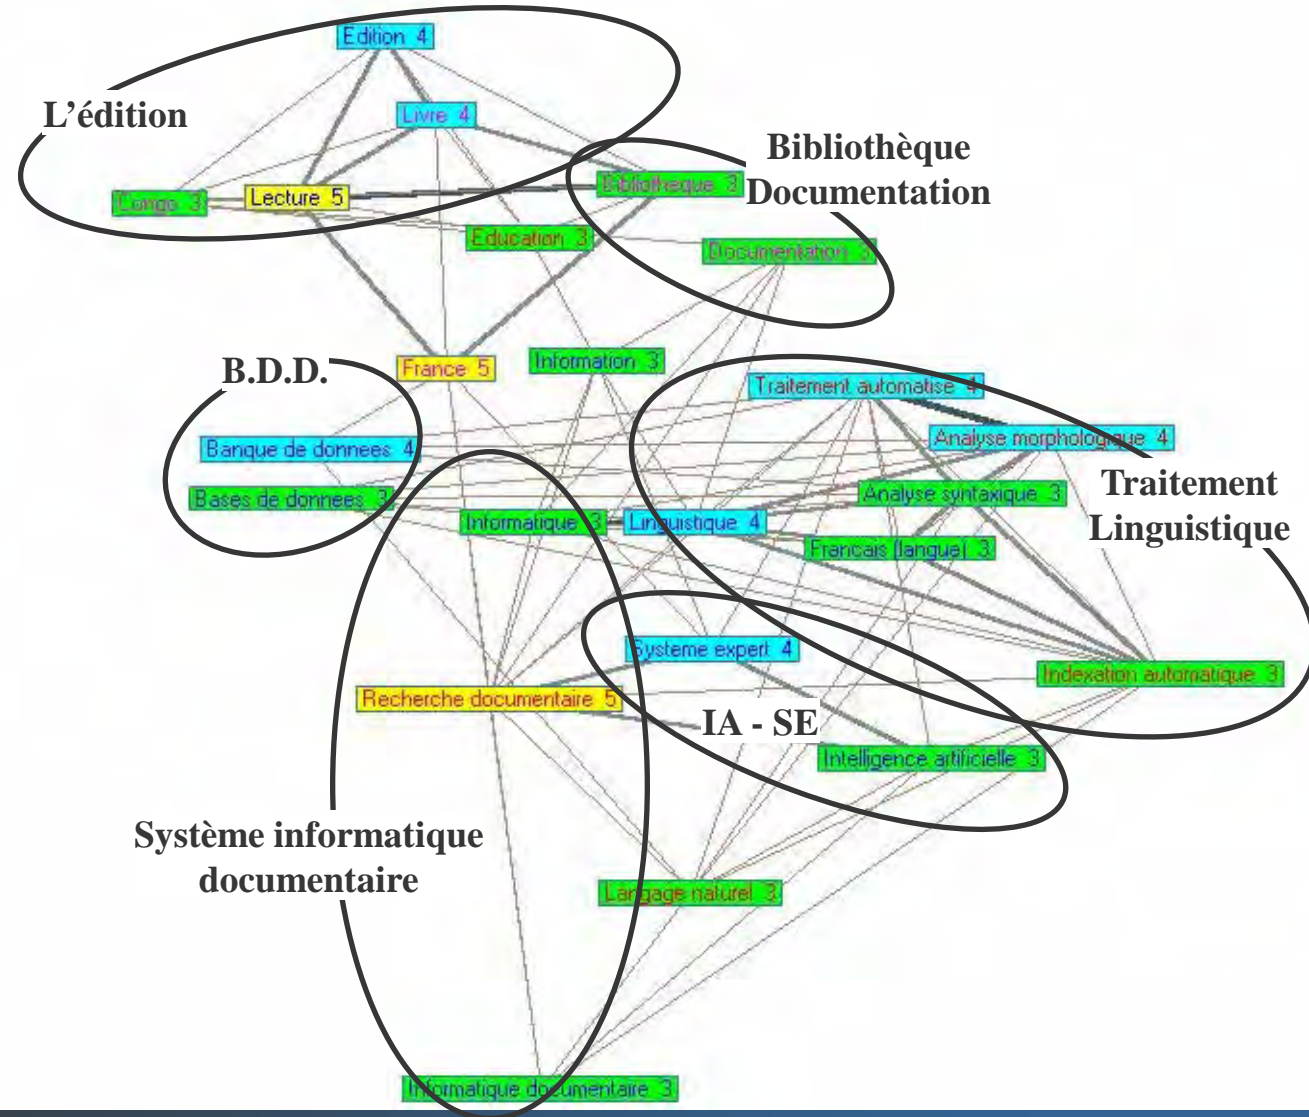 Edition 4
L'édition
Livre 4
Bibliothèque
Documentation
Congo 3
Lecture 5
Bibliotheque 3
Education 3
Documentation 3
B.D.D.
France 5
Information 3
Traitement automatise 4
Banque de donnees 4
Analyse morphologique 4
Bases de donnees 3
Analyse syntaxique 3
Traitement
Linguistique
Informatique 3
Linguistique 4
Francais (langue) 3
Systeme expert 4
Indexation automatique 3
Recherche documentaire 5
IA - SE
Intelligence artificielle 3
Système informatique
documentaire
Langage naturel 3
Informatique documentaire 3